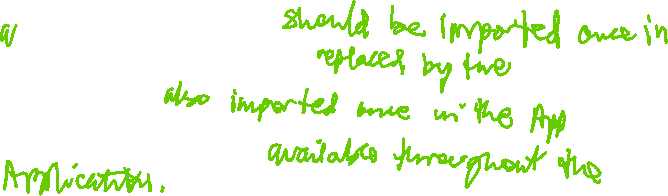 a should be imported once in
replaced by the
also imported once in the App
available throughout the
Application.